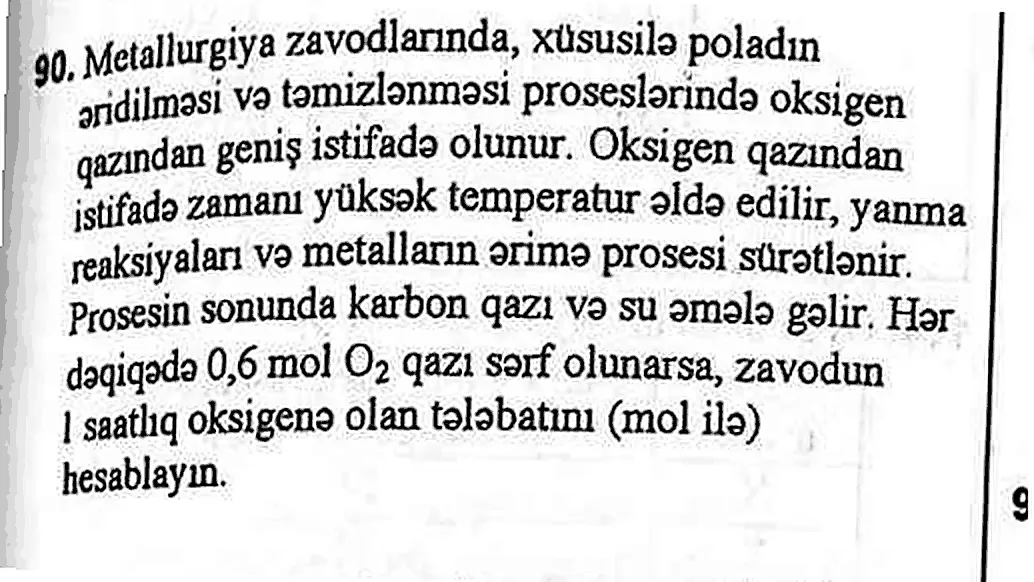 90. Metallurgiya zavodlarında, xüsusilə poladın
əridilməsi və təmizlənməsi proseslərində oksigen
qazından geniş istifadə olunur. Oksigen qazından
istifadə zamanı yüksək temperatur əldə edilir, yanma
reaksiyaları və metalların ərimə prosesi sürətlənir.
Prosesin sonunda karbon qazı və su əmələ gəlir. Hər
dəqiqədə 0,6 mol O₂ qazı sərf olunarsa, zavodun
1 saatlıq oksigenə olan tələbatını (mol ilə)
hesablayın.
9